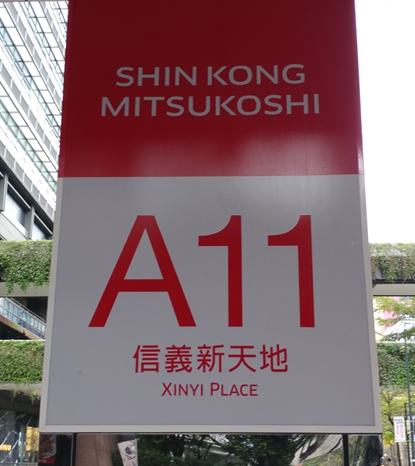 SHIN KONG
MITSUKOSHI
A11
信義新天地
XINYI PLACE